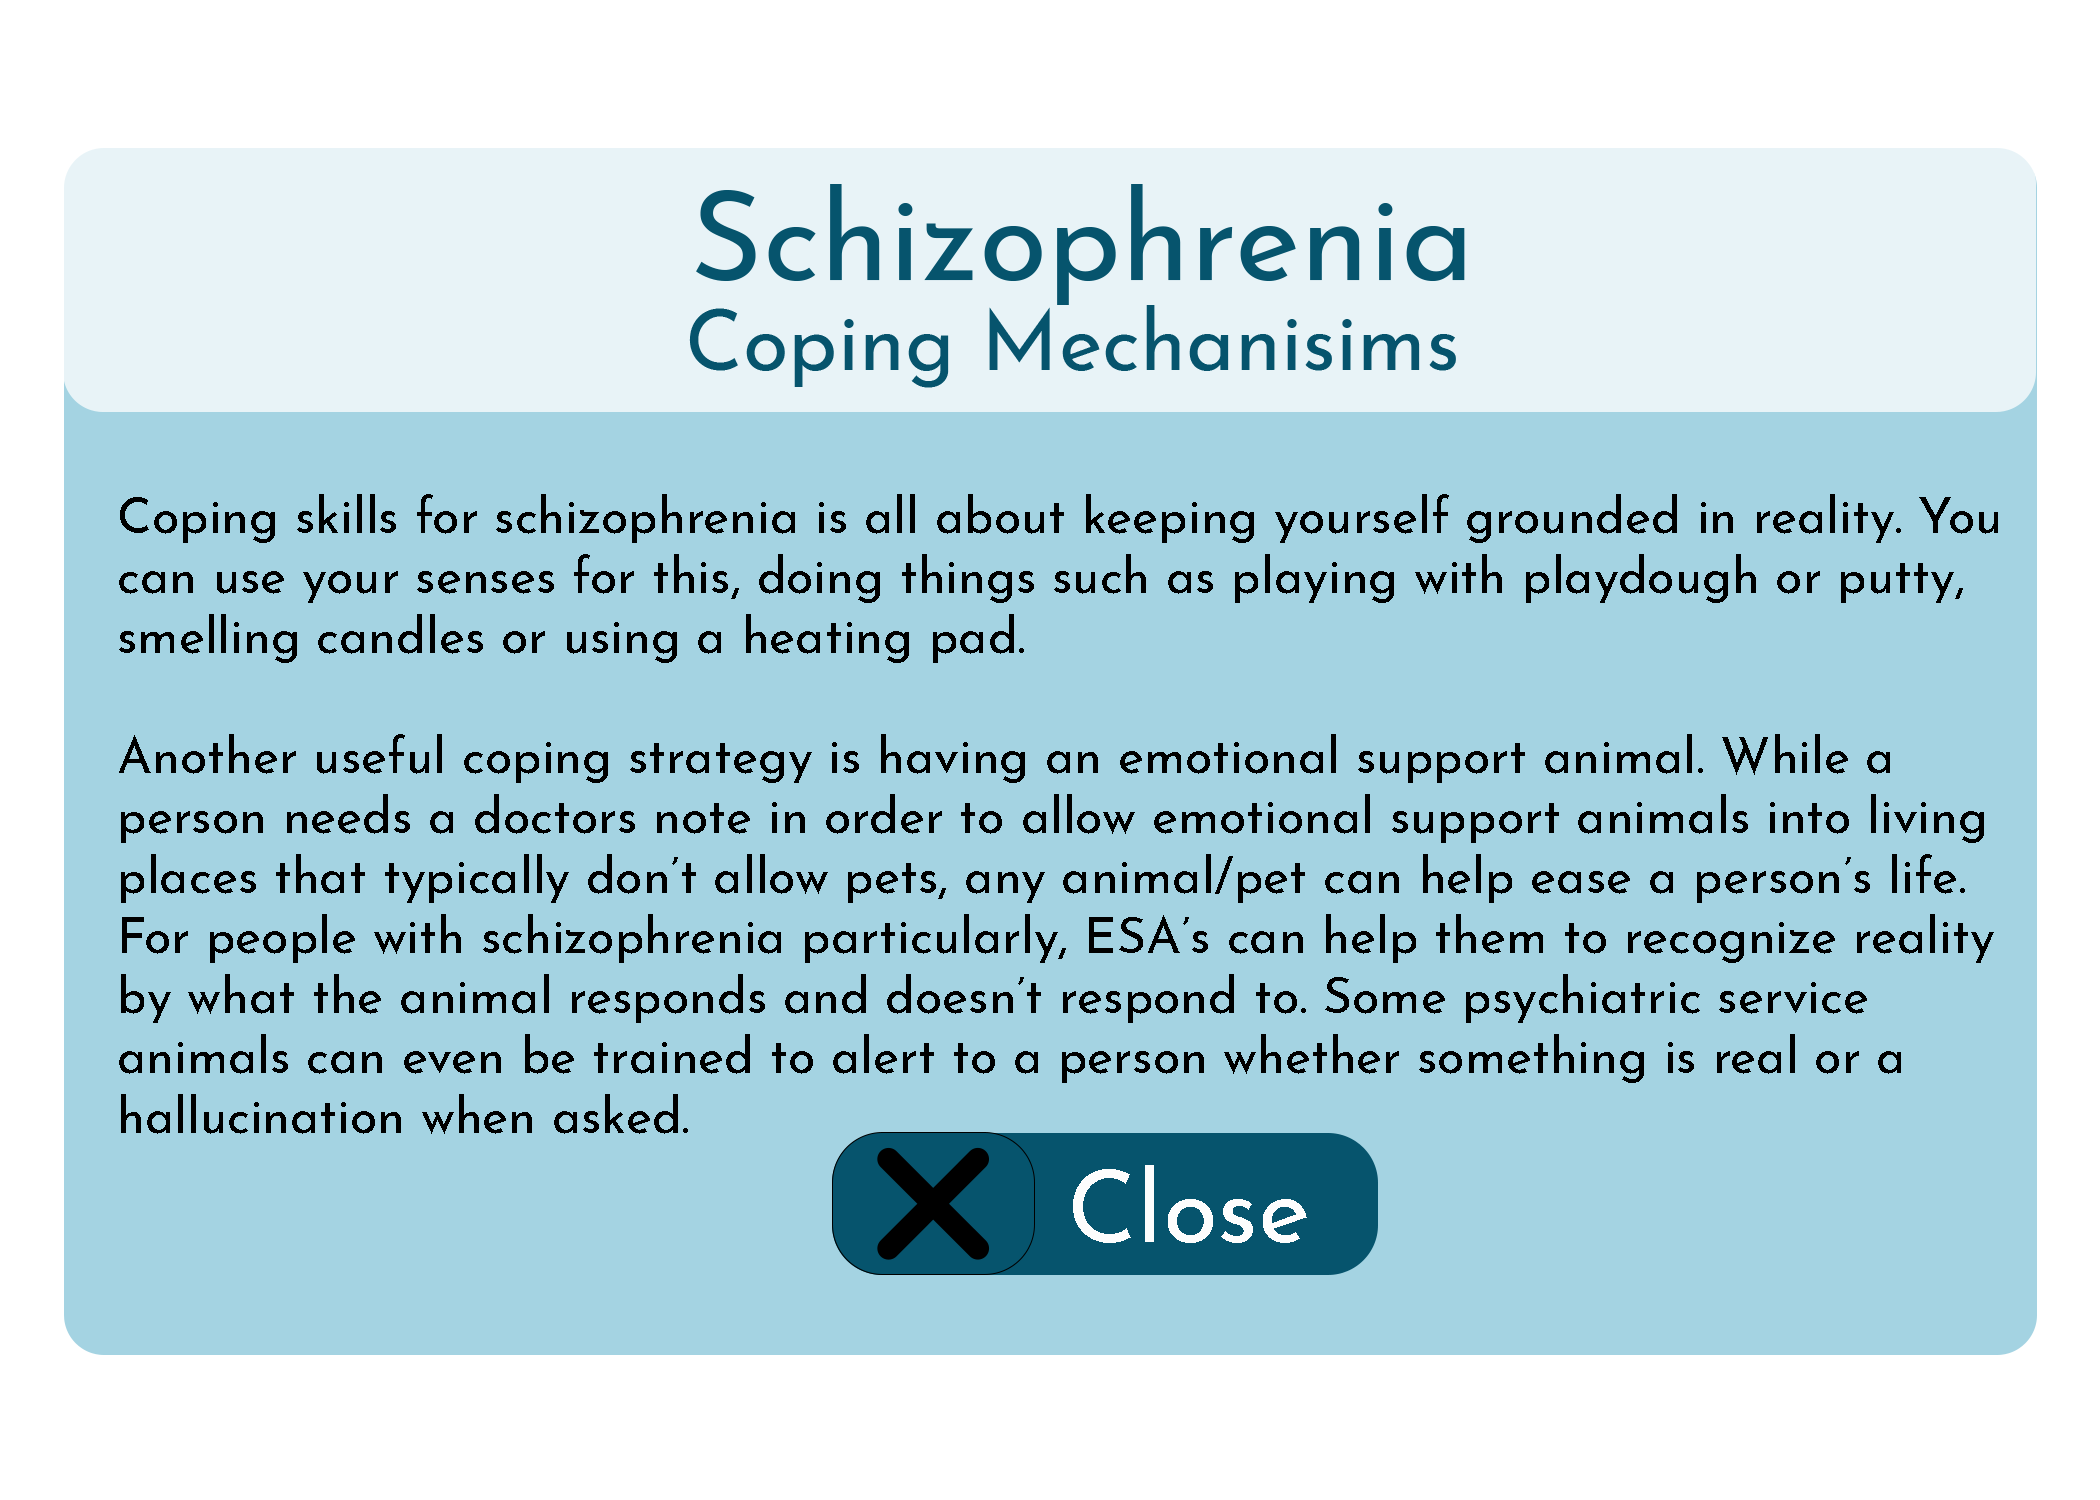 Schizophrenia
Coping Mechanisims
Coping skills for schizophrenia is all about keeping yourself grounded in reality. You
can use your senses for this, doing things such as playing with playdough or putty,
smelling candles or using a heating pad.
Another useful coping strategy is having an emotional support animal. While a
person needs a doctors note in order to allow emotional support animals into living
places that typically don't allow pets, any animal/pet can help ease a person's life.
For people with schizophrenia particularly, ESA's can help them to recognize reality
by what the animal responds and doesn't respond to. Some psychiatric service
animals can even be trained to alert to a person whether something is real or a
hallucination when asked.
Close